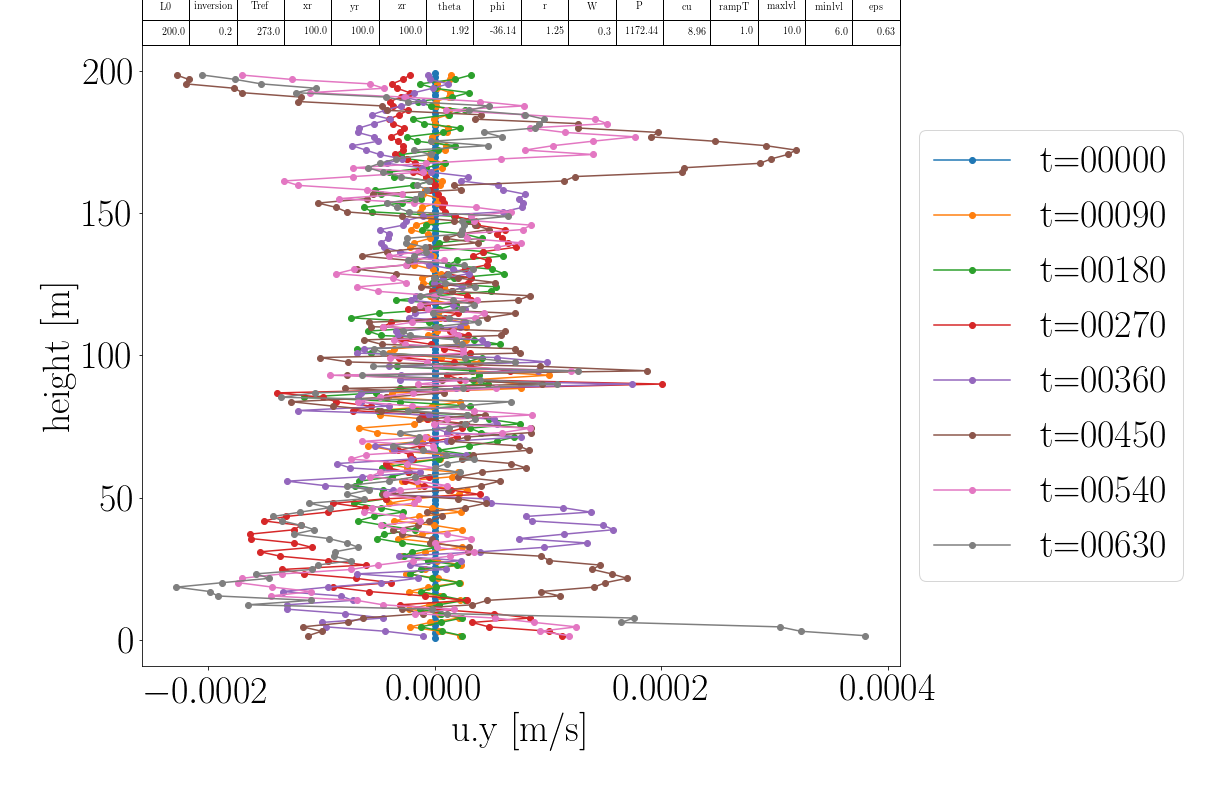 L0 inversion Tref xr yr zr theta phi r W P cu rampT maxlvl minlvl eps
200.0 0.2 273.0 100.0 100.0 100.0 1.92 -36.14 1.25 0.3 1172.44 8.96 1.0 10.0 6.0 0.63
200
150
100
50
0
height [m]
−0.0002 0.0000 0.0002 0.0004
u.y [m/s]
t=00000
t=00090
t=00180
t=00270
t=00360
t=00450
t=00540
t=00630